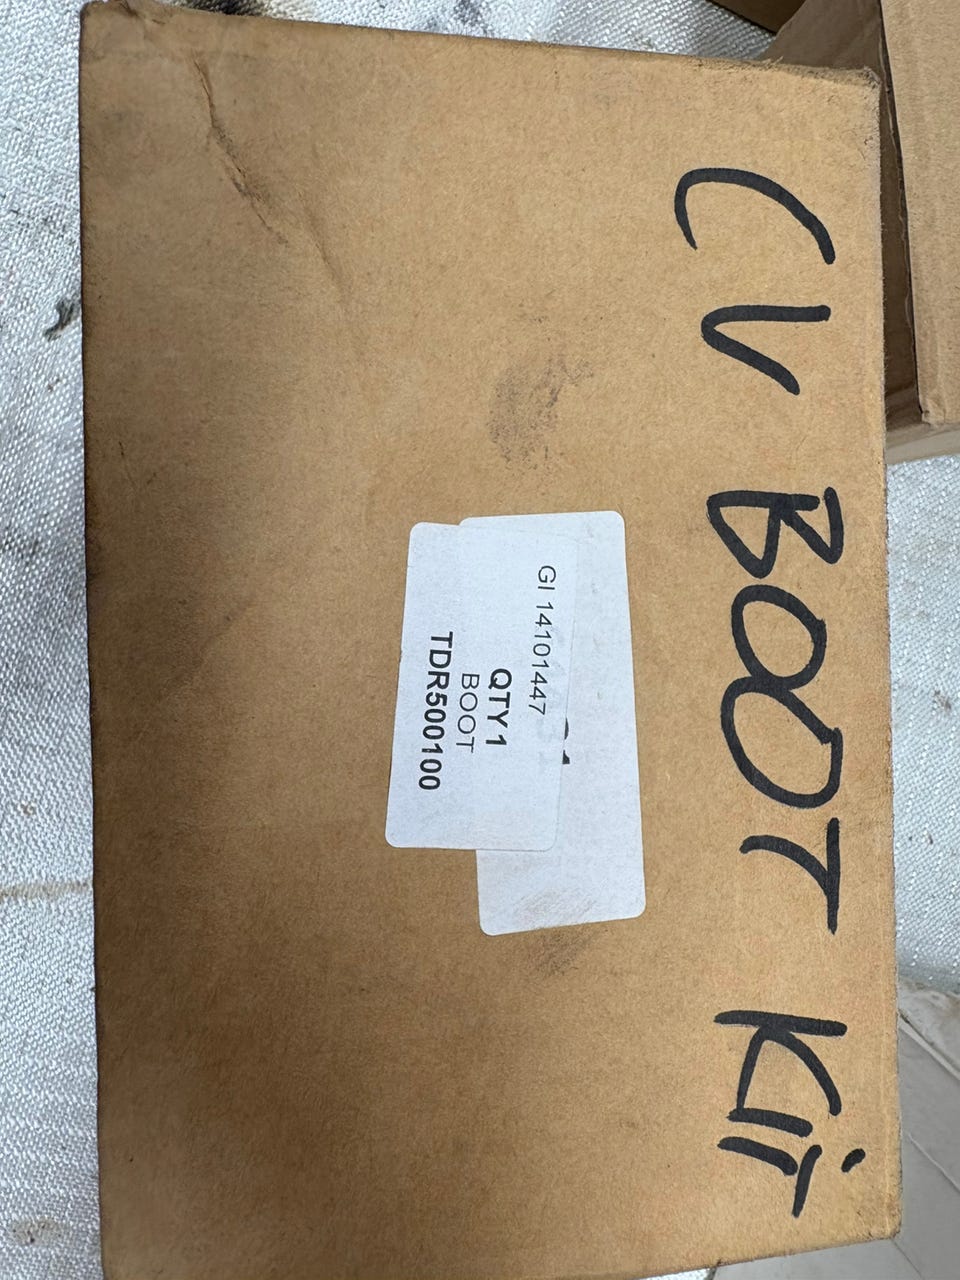 CV BOOT Kit
GI 14101447
QTY 1
BOOT
TDR500100